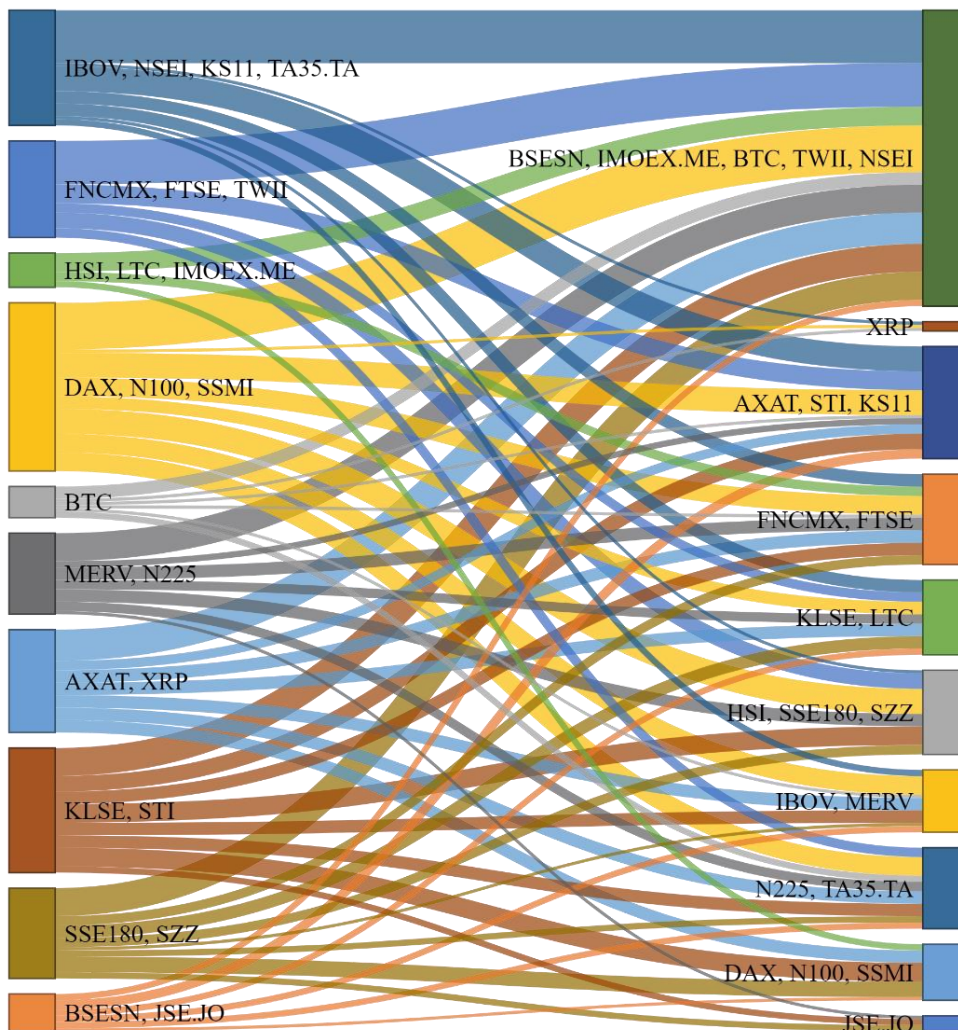 IBOV, NSEI, KS11, TA35.TA
FNCMX, FTSE, TWII
HSI, LTC, IMOEX.ME
DAX, N100, SSMI
BTC
MERV, N225
AXAT, XRP
KLSE, STI
SSE180, SZZ
BSESN, JSE.JO
BSESN, IMOEX.ME, BTC, TWII, NSEI
XRP
AXAT, STI, KS11
FNCMX, FTSE
KLSE, LTC
HSI, SSE180, SZZ
IBOV, MERV
N225, TA35.TA
DAX, N100, SSMI
JSE.JO